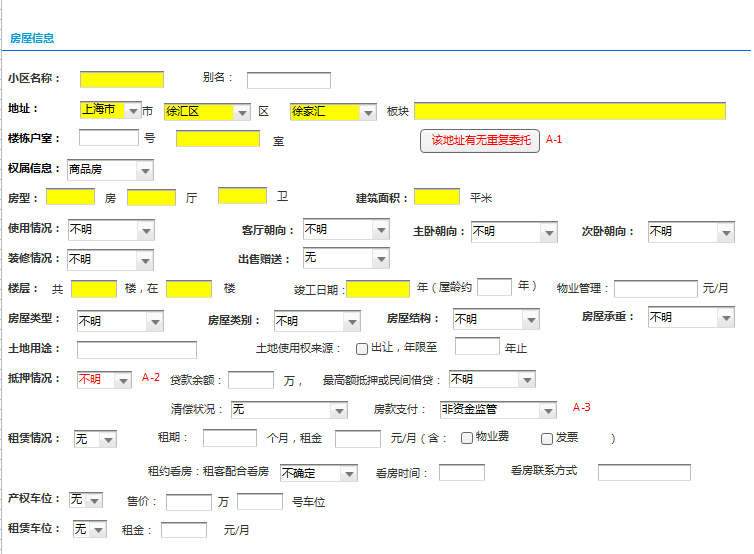 房屋信息
小区名称： 别名：
地址： 上海市 市 徐汇区 区 徐家汇 板块
楼栋户室： 号 室 该地址有无重复委托 A-1
权属信息： 商品房
房型： 房 厅 卫 建筑面积： 平米
使用情况： 不明 客厅朝向： 不明 主卧朝向： 不明 次卧朝向： 不明
装修情况： 不明 出售赠送： 无
楼层： 共 楼，在 楼 竣工日期： 年（屋龄约 年） 物业管理： 元/月
房屋类型： 不明 房屋类别： 不明 房屋结构： 不明 房屋承重： 不明
土地用途： 土地使用权来源： 出让，年限至 年止
抵押情况： 不明 A-2 贷款余额： 万， 最高额抵押或民间借贷： 不明
清偿状况： 无 房款支付： 非资金监管 A-3
租赁情况： 无 租期： 个月，租金 元/月（含： 物业费 发票 ）
租约看房：租客配合看房 不确定 看房时间： 看房联系方式
产权车位： 无 售价： 万 号车位
租赁车位： 无 租金： 元/月